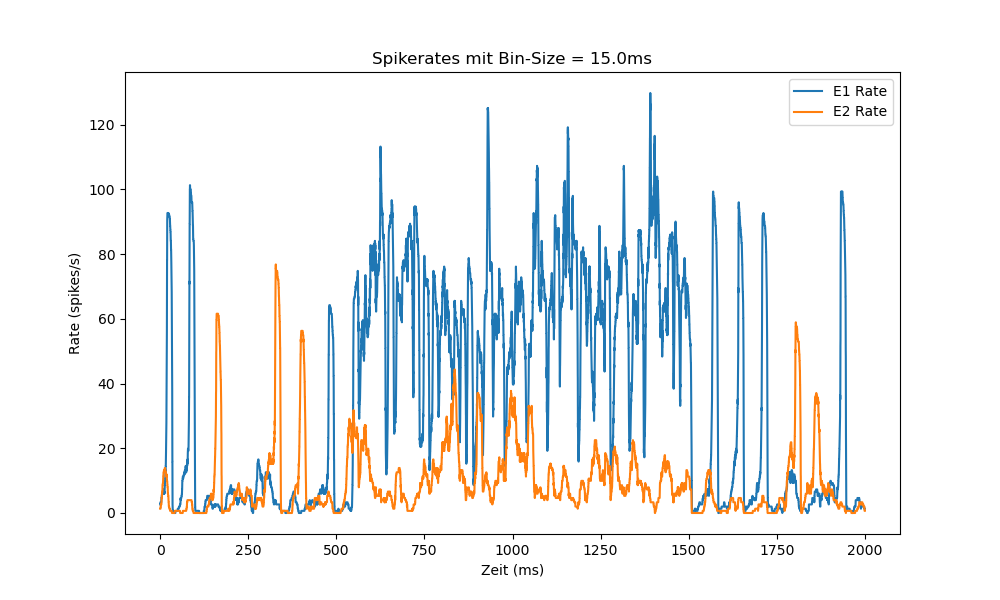 Spikerates mit Bin-Size = 15.0ms
E1 Rate
E2 Rate
Rate (spikes/s)
120
100
80
60
40
20
0
0 250 500 750 1000 1250 1500 1750 2000
Zeit (ms)